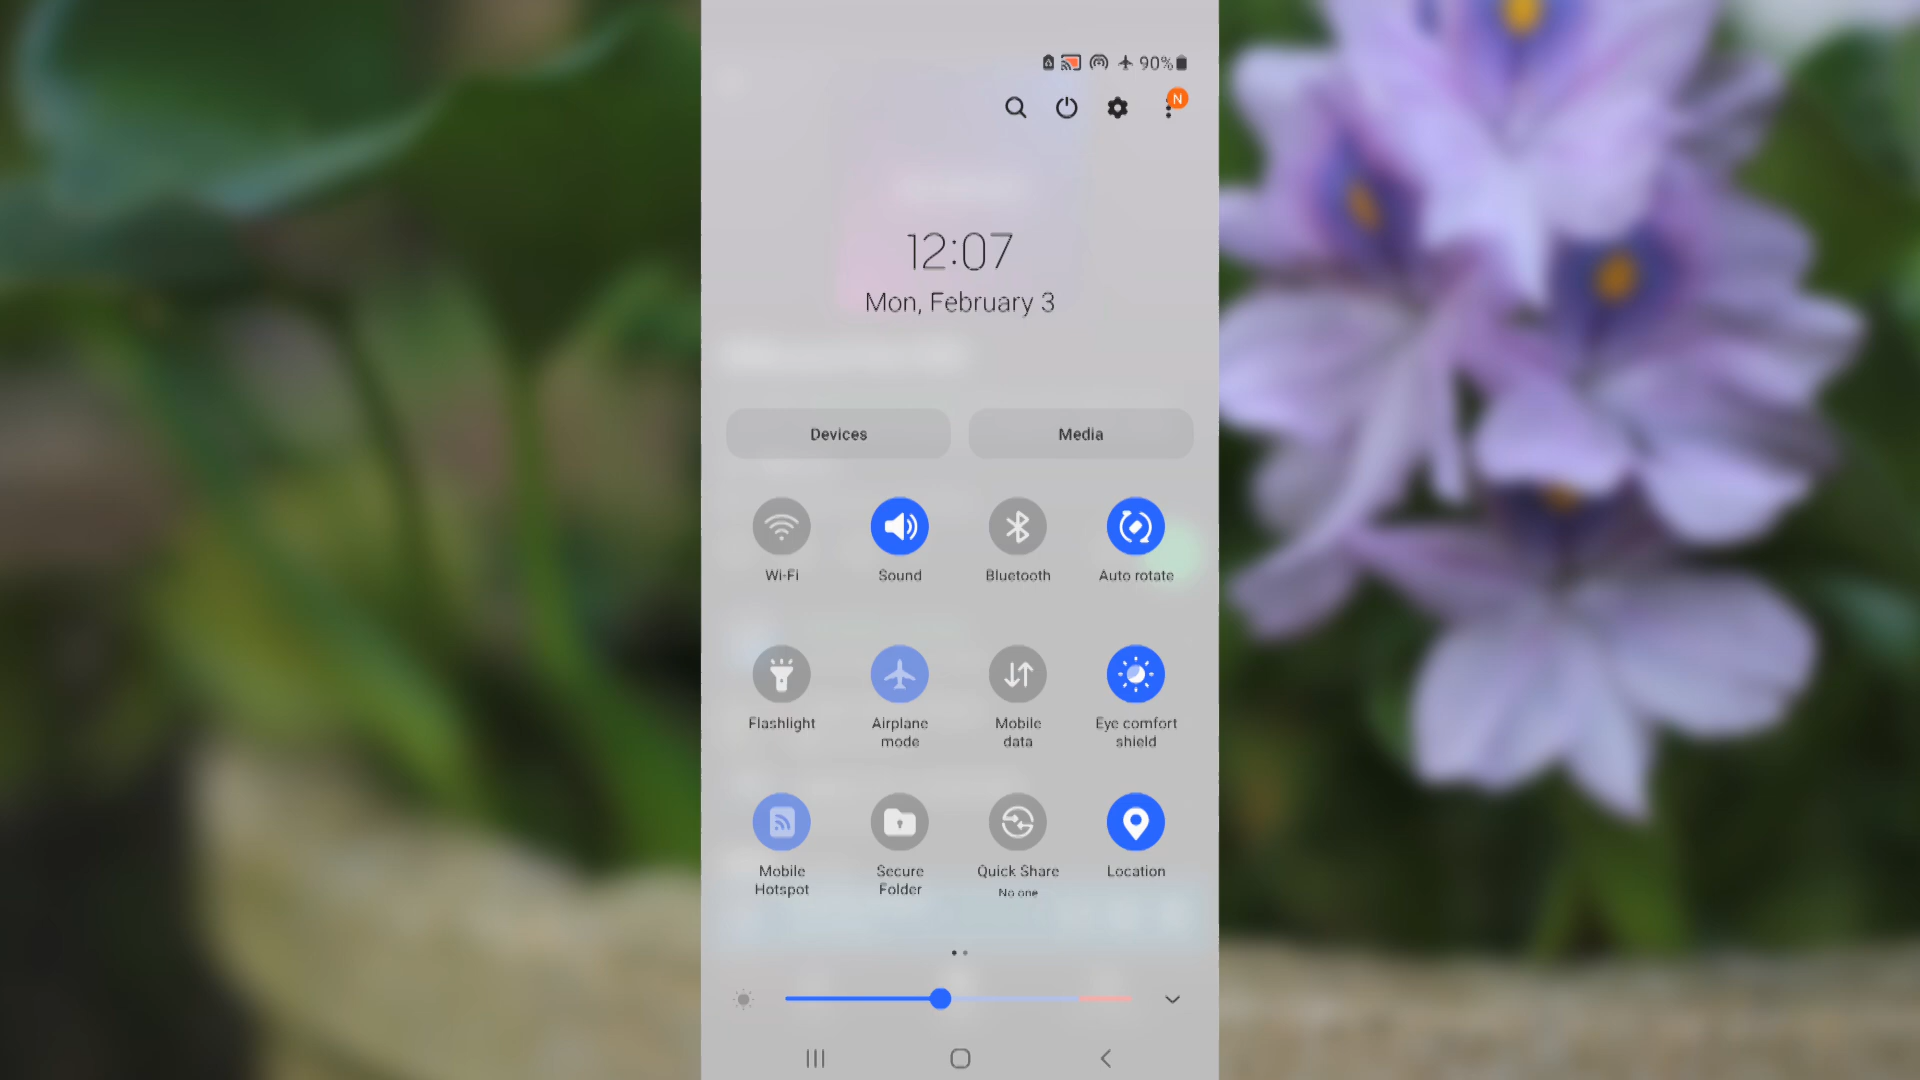 90%
N
12:07
Mon, February 3
Devices
Media
Wi-Fi
Sound
Bluetooth
Auto rotate
Flashlight
Airplane
mode
Mobile
data
Eye comfort
shield
Mobile
Hotspot
Secure
Folder
Quick Share
No one
Location